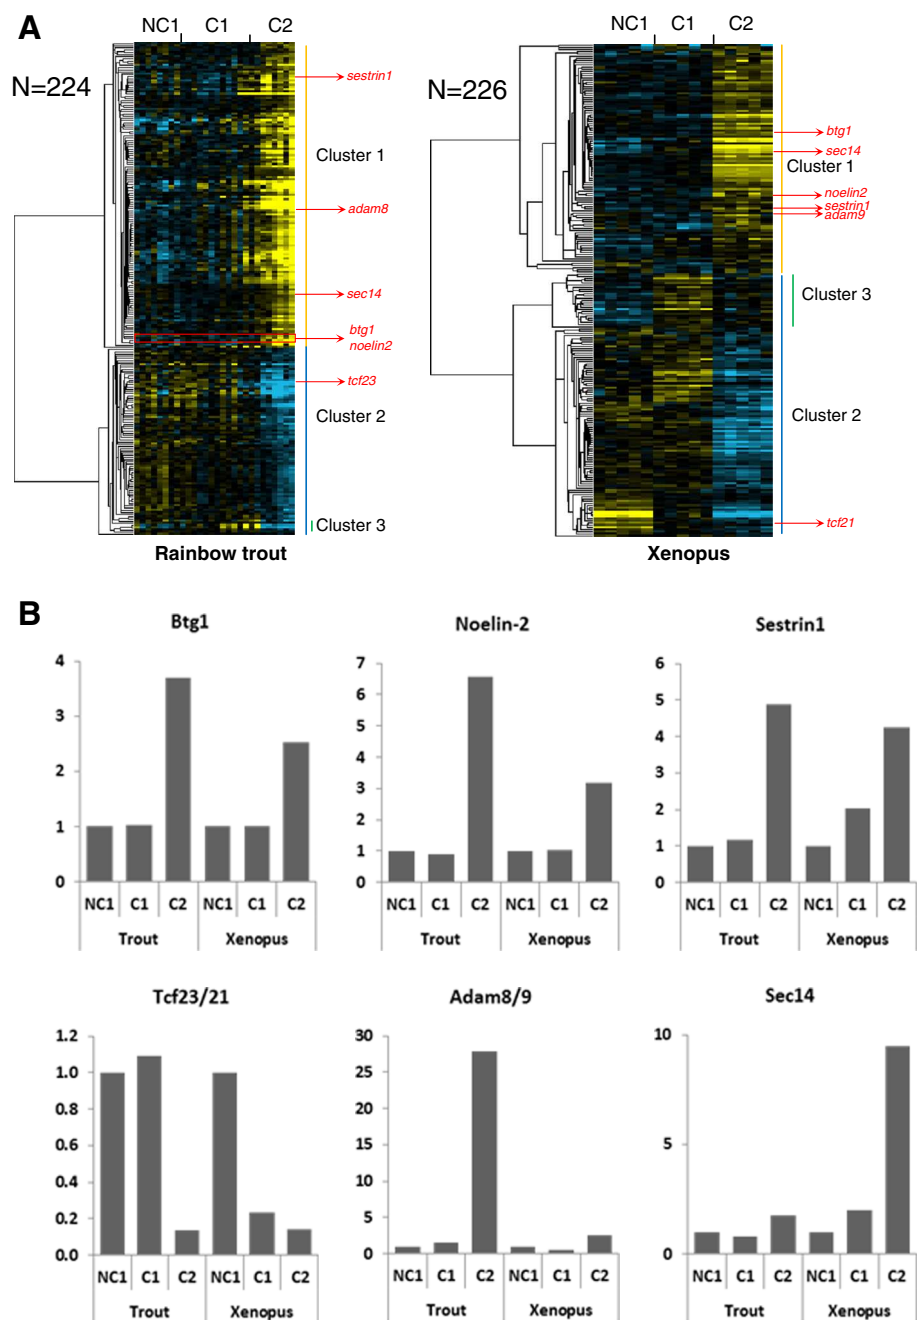 A
NC1 C1 C2
NC1 C1 C2
N=224
N=226
sestrin1
Cluster 1
adam8
sec14
btg1
noelin2
tcf23
Cluster 2
Cluster 3
Rainbow trout
btg1
sec14
Cluster 1
noelin2
sestrin1
adam9
Cluster 3
Cluster 2
tcf21
Xenopus
B
Btg1
4
3
2
1
0
NC1 C1 C2 NC1 C1 C2
Trout Xenopus
Noelin-2
7
6
5
4
3
2
1
0
NC1 C1 C2 NC1 C1 C2
Trout Xenopus
Sestrin1
6
5
4
3
2
1
0
NC1 C1 C2 NC1 C1 C2
Trout Xenopus
Tcf23/21
1.2
1.0
0.8
0.6
0.4
0.2
0.0
NC1 C1 C2 NC1 C1 C2
Trout Xenopus
Adam8/9
30
25
20
15
10
5
0
NC1 C1 C2 NC1 C1 C2
Trout Xenopus
Sec14
10
5
0
NC1 C1 C2 NC1 C1 C2
Trout Xenopus